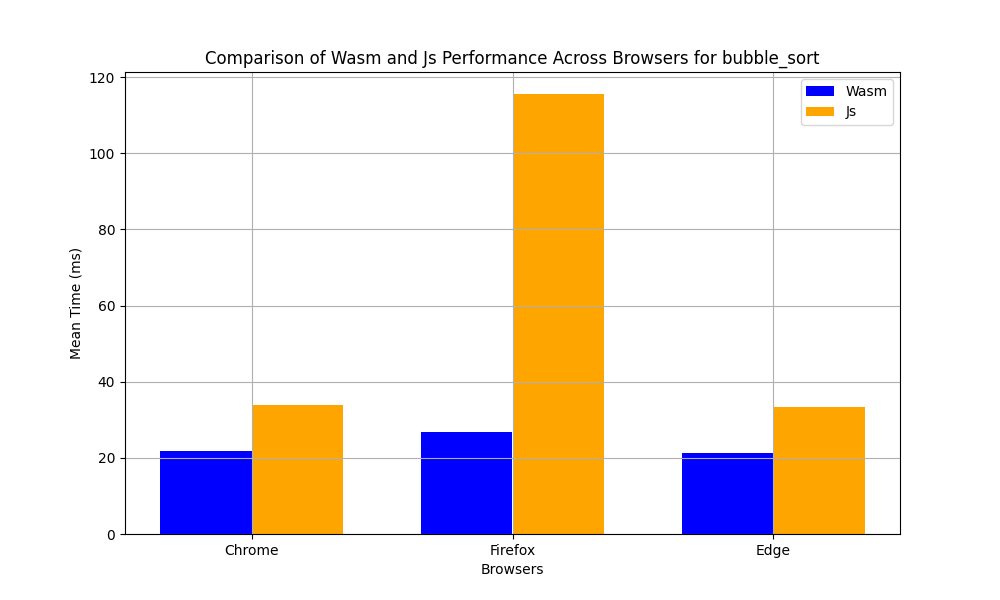 Comparison of Wasm and Js Performance Across Browsers for bubble_sort
Wasm
Js
Mean Time (ms)
120
100
80
60
40
20
0
Chrome Firefox Edge
Browsers